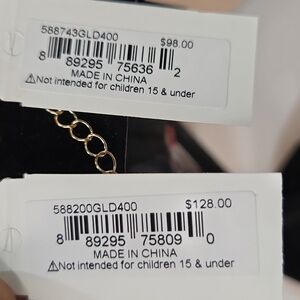 588743GLD400 $98.00
8 89295 75636 2
MADE IN CHINA
⚠Not intended for children 15 & under
588200GLD400 $128.00
8 89295 75809 0
MADE IN CHINA
⚠Not intended for children 15 & under